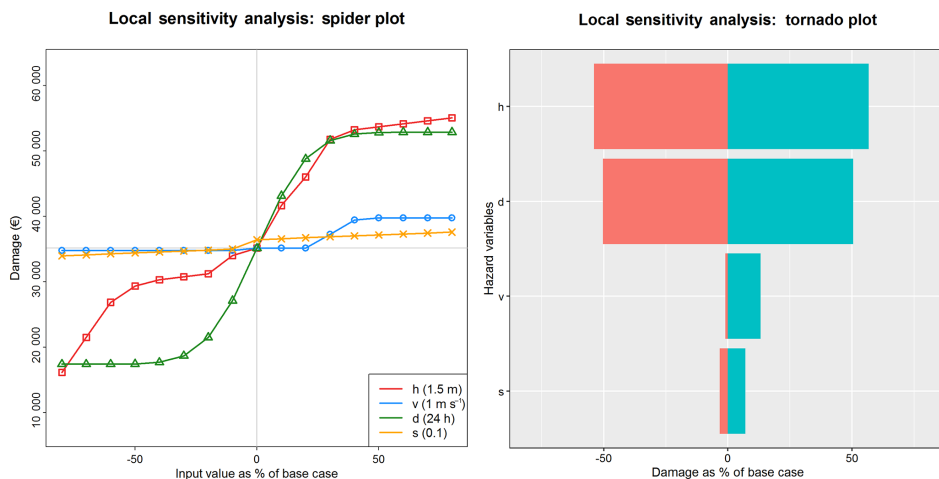 Local sensitivity analysis: spider plot
Damage (€)
60 000
50 000
40 000
30 000
20 000
10 000
-50
0
50
Input value as % of base case
h (1.5 m)
v (1 m s⁻¹)
d (24 h)
s (0.1)
Local sensitivity analysis: tornado plot
Hazard variables
h
d
v
s
-50
0
50
Damage as % of base case